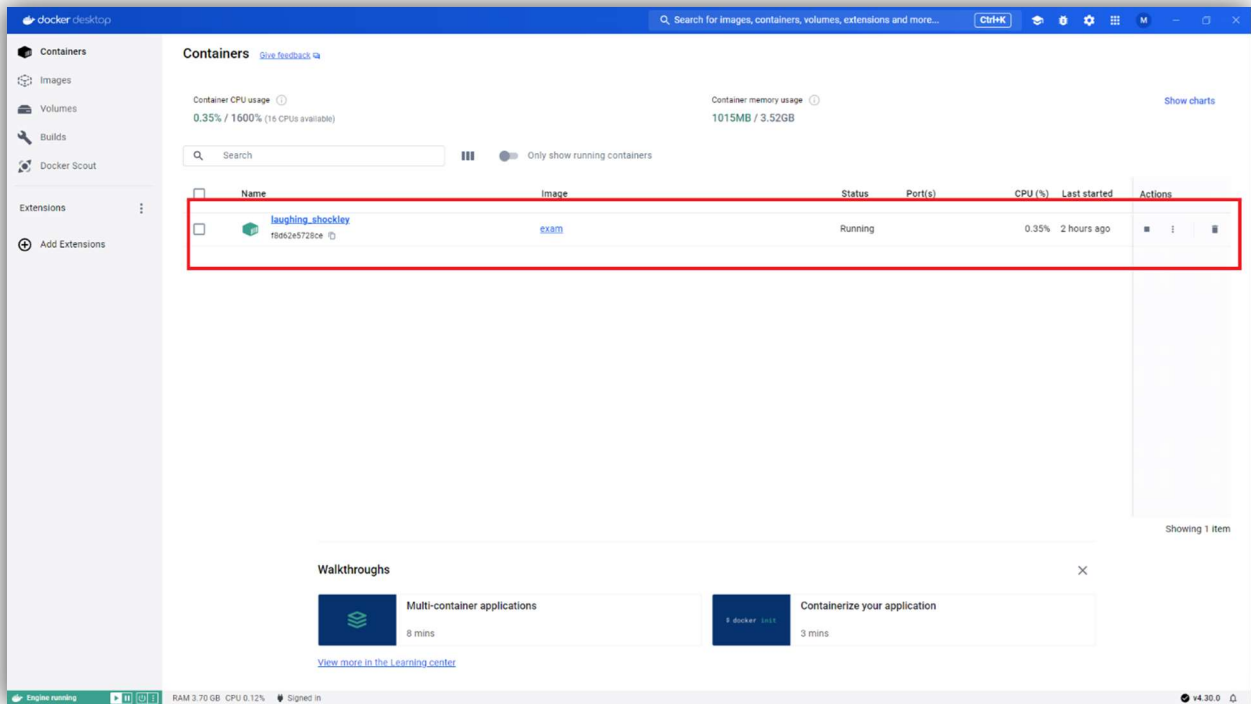 docker desktop
Search for images, containers, volumes, extensions and more...
Ctrl+K
M
Containers
Images
Volumes
Builds
Docker Scout
Extensions
Add Extensions
Containers Give feedback
Container CPU usage
0.35% / 1600% (16 CPUs available)
Container memory usage
1015MB / 3.52GB
Show charts
Search
Only show running containers
Name Image Status Port(s) CPU (%) Last started Actions
laughing_shockley
f8d62e5728ce
exam Running 0.35% 2 hours ago
Showing 1 item
Walkthroughs
Multi-container applications
8 mins
$ docker init
Containerize your application
3 mins
View more in the Learning center
Engine running
RAM 3.70 GB CPU 0.12% Signed in
v4.30.0